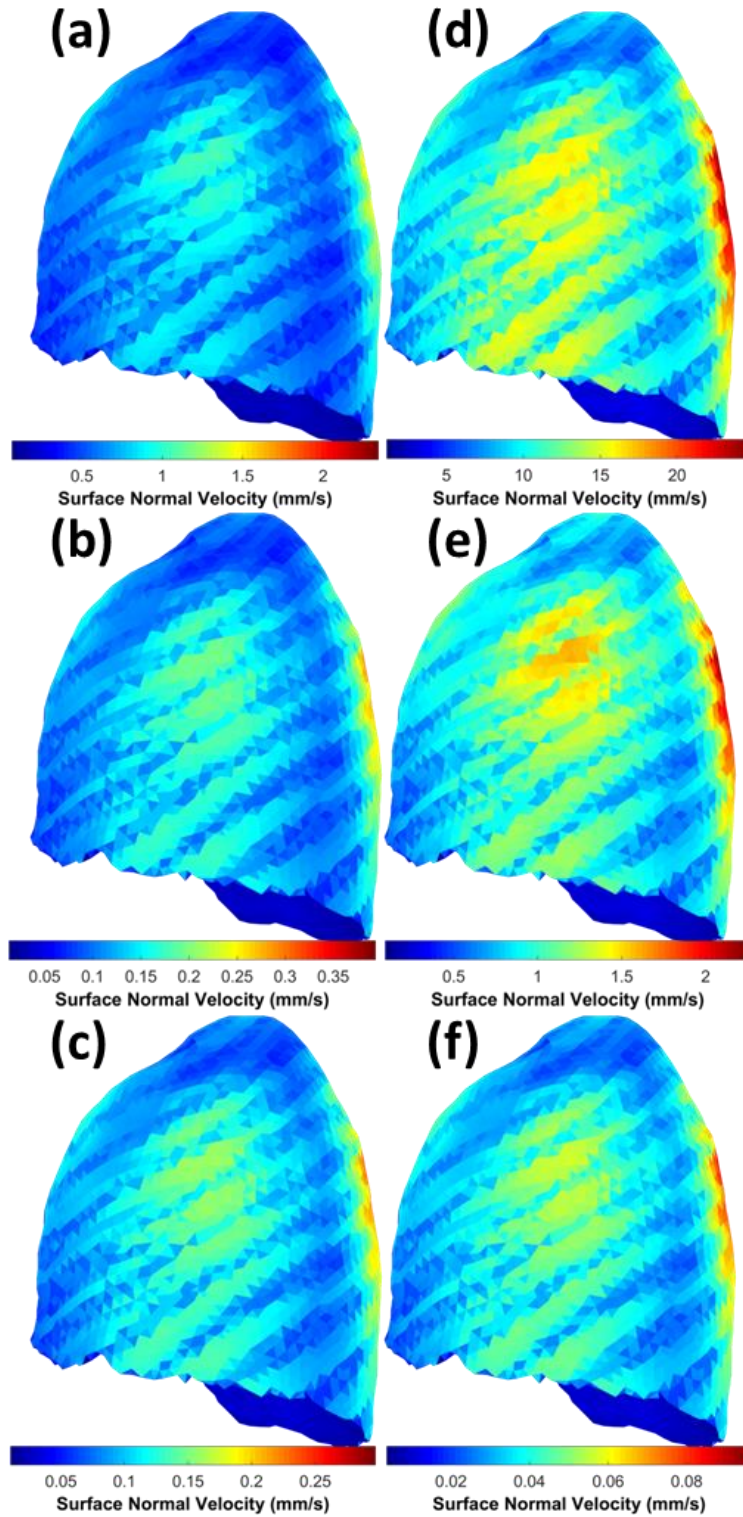 (a)
(d)
0.5 1 1.5 2
Surface Normal Velocity (mm/s)
5 10 15 20
Surface Normal Velocity (mm/s)
(b)
(e)
0.05 0.1 0.15 0.2 0.25 0.3 0.35
Surface Normal Velocity (mm/s)
0.5 1 1.5 2
Surface Normal Velocity (mm/s)
(c)
(f)
0.05 0.1 0.15 0.2 0.25
Surface Normal Velocity (mm/s)
0.02 0.04 0.06 0.08
Surface Normal Velocity (mm/s)